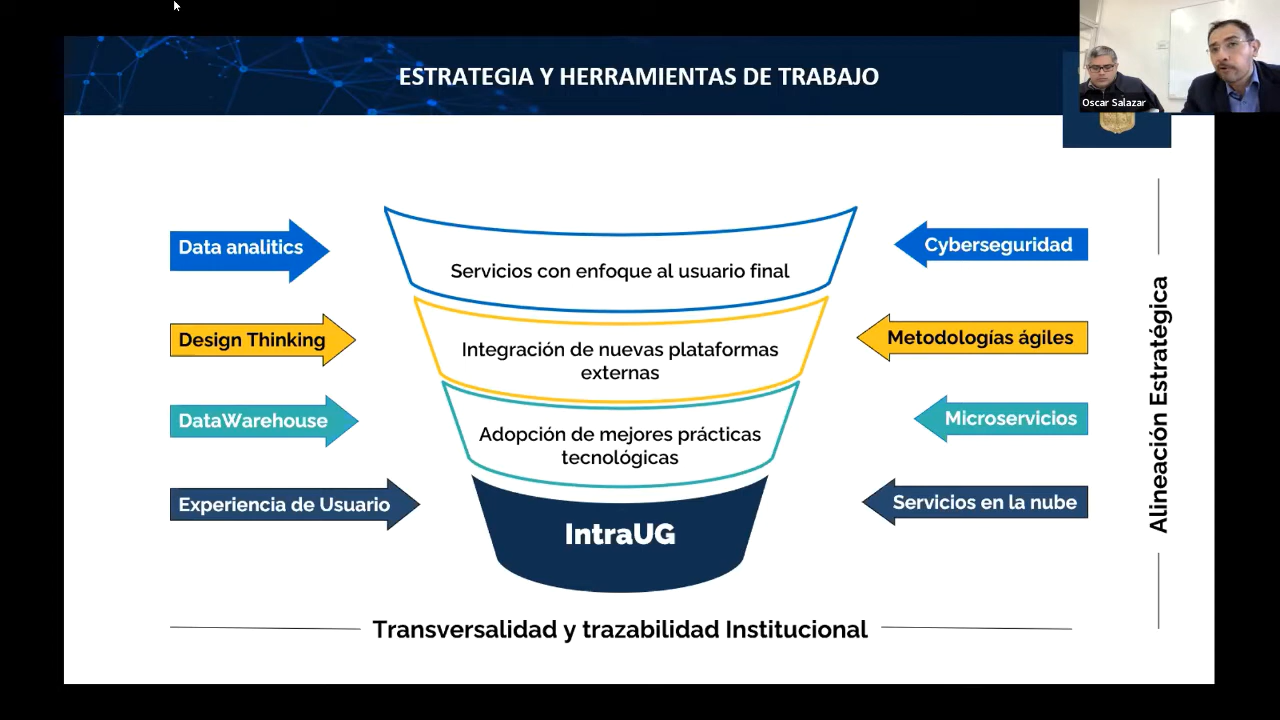 ESTRATEGIA Y HERRAMIENTAS DE TRABAJO
Oscar Salazar
Data analitics
Servicios con enfoque al usuario final
Cyberseguridad
Design Thinking
Integración de nuevas plataformas
externas
Metodologías ágiles
DataWarehouse
Adopción de mejores prácticas
tecnológicas
Microservicios
Experiencia de Usuario
IntraUG
Servicios en la nube
Alineación Estratégica
Transversalidad y trazabilidad Institucional